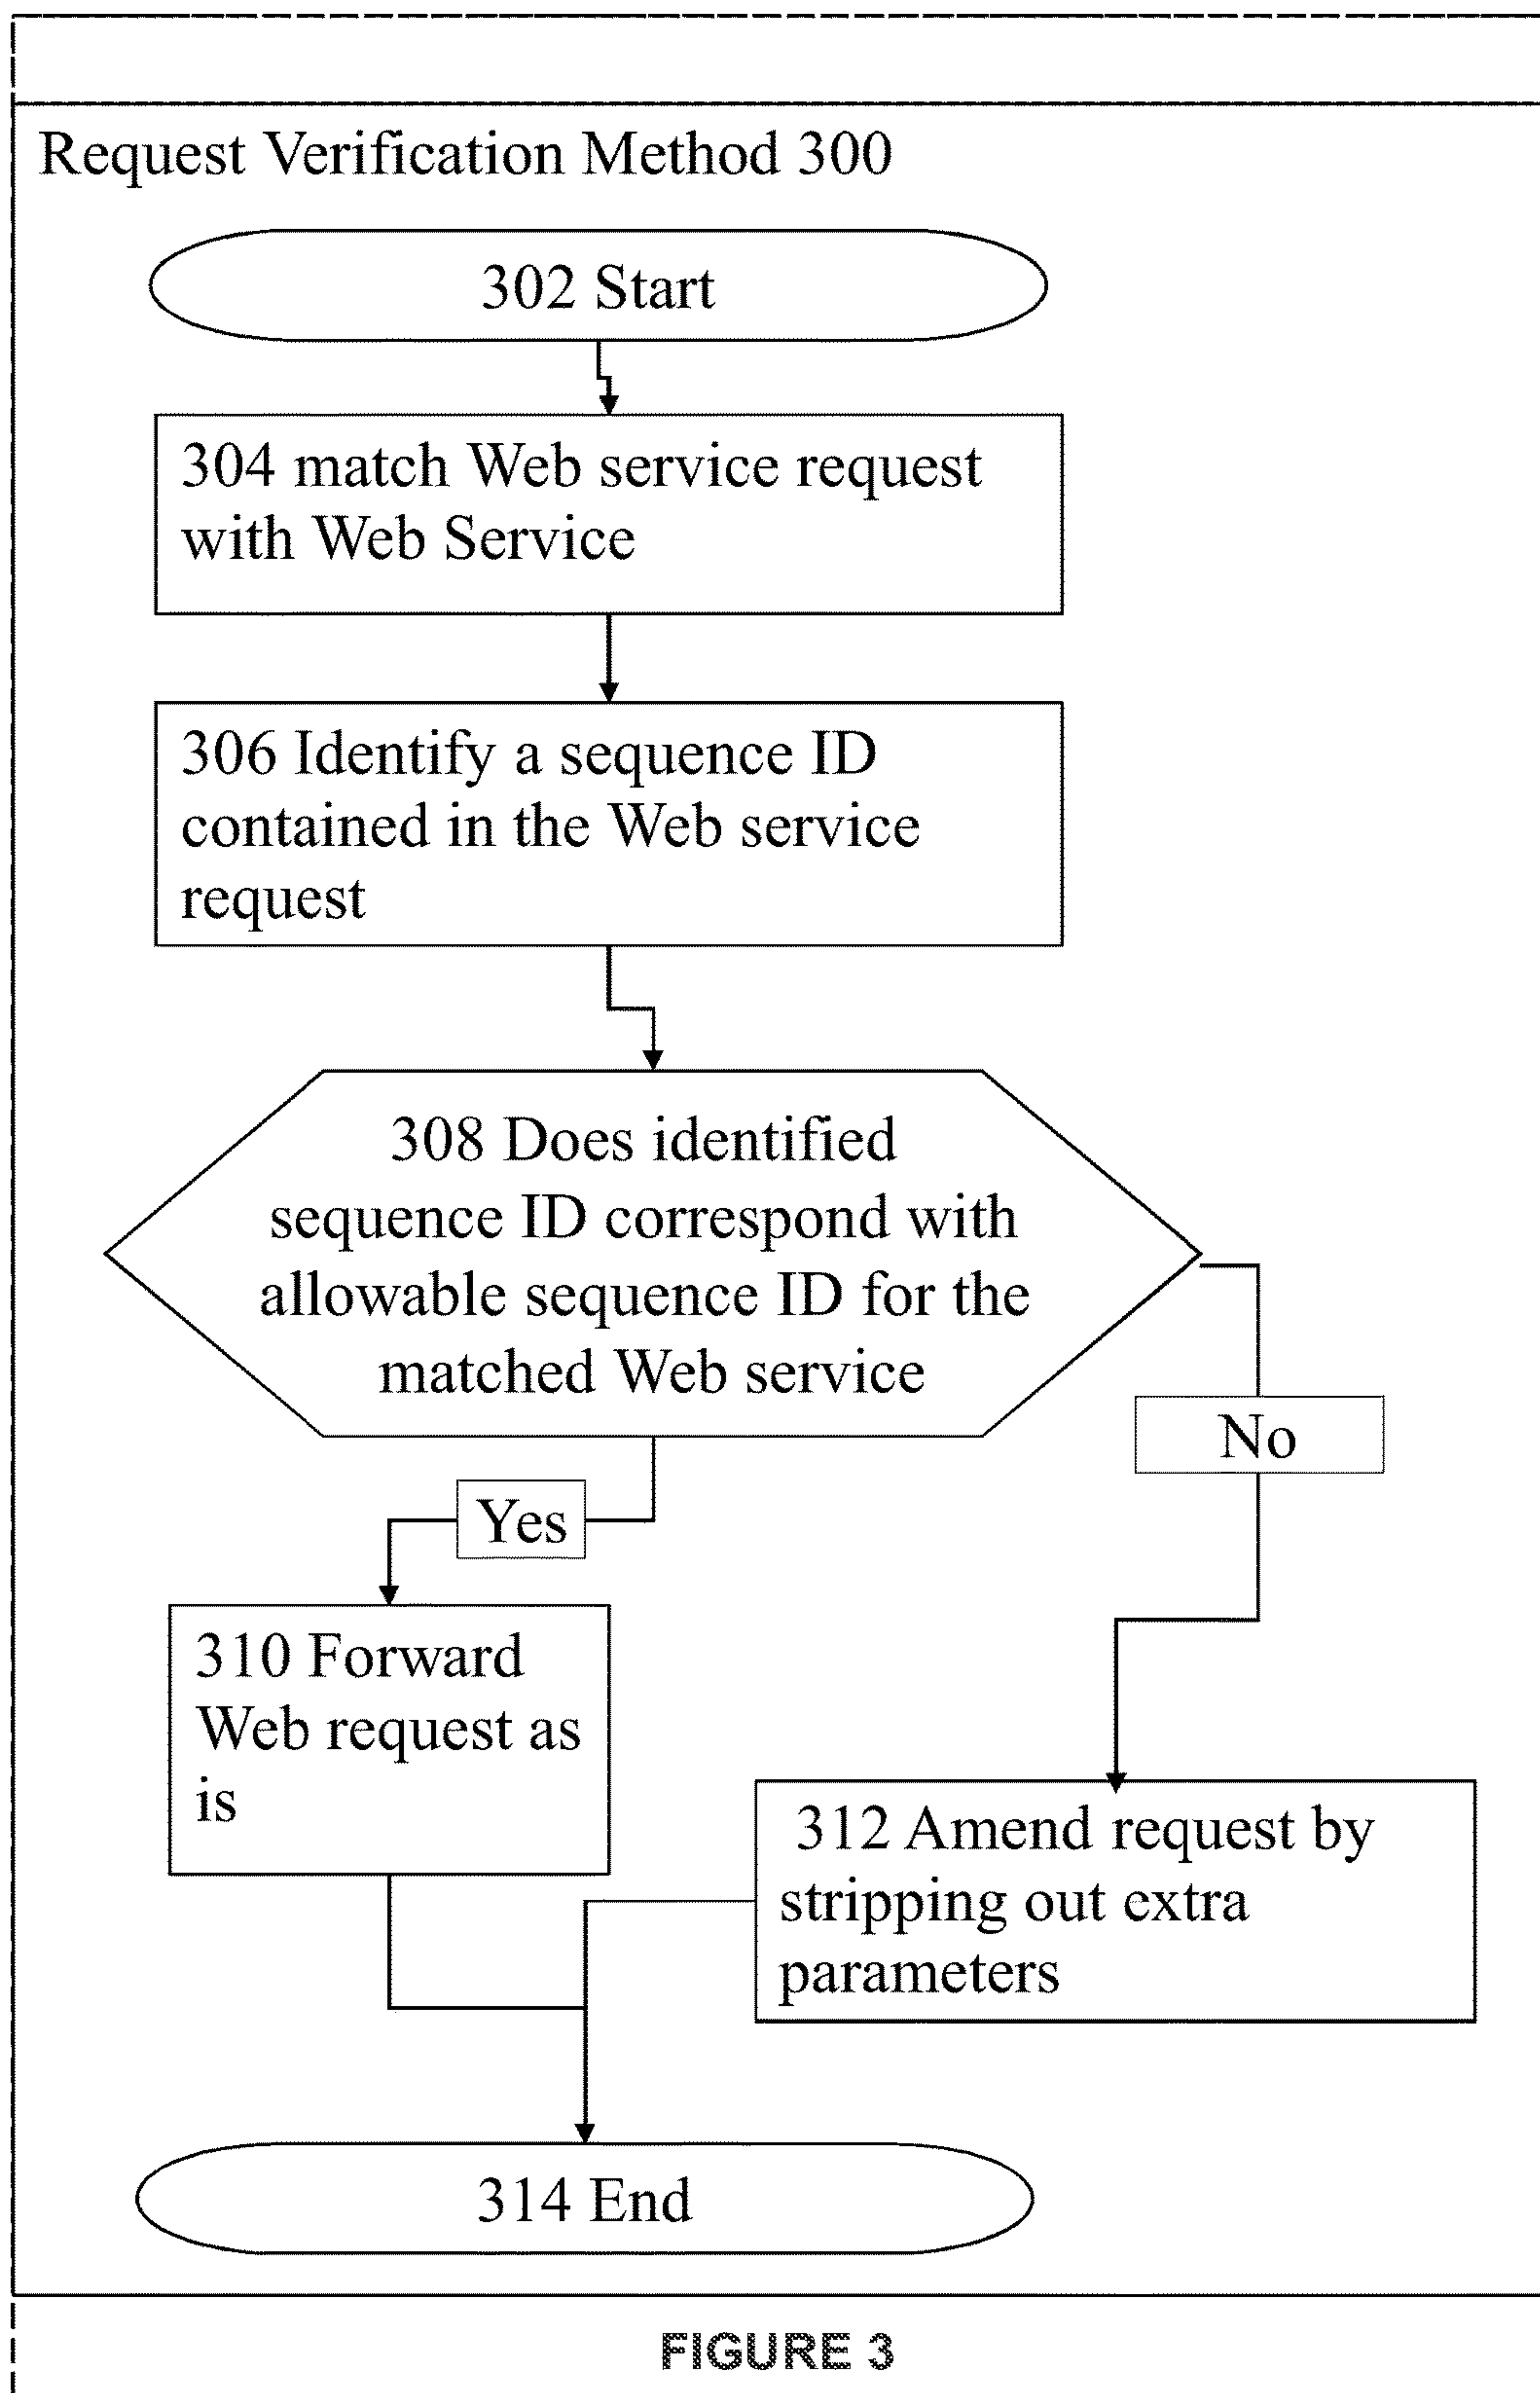 Request Verification Method 300
302 Start
304 match Web service request
with Web Service
306 Identify a sequence ID
contained in the Web service
request
308 Does identified
sequence ID correspond with
allowable sequence ID for the
matched Web service
No
Yes
310 Forward
Web request as
is
312 Amend request by
stripping out extra
parameters
314 End
FIGURE 3